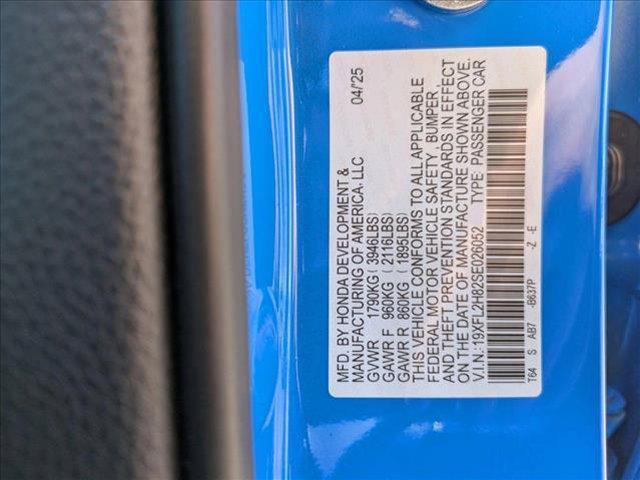 MFD. BY HONDA DEVELOPMENT &
MANUFACTURING OF AMERICA, LLC 04/'25
GVWR 1790KG ( 3946LBS)
GAWR F 960KG ( 2116LBS)
GAWR R 860KG ( 1895LBS)
THIS VEHICLE CONFORMS TO ALL APPLICABLE
FEDERAL MOTOR VEHICLE SAFETY, BUMPER,
AND THEFT PREVENTION STANDARDS IN EFFECT
ON THE DATE OF MANUFACTURE SHOWN ABOVE.
V.I.N.:19XFL2H82SE026052 TYPE: PASSENGER CAR
T64 S AB7 -B637P -Z -E